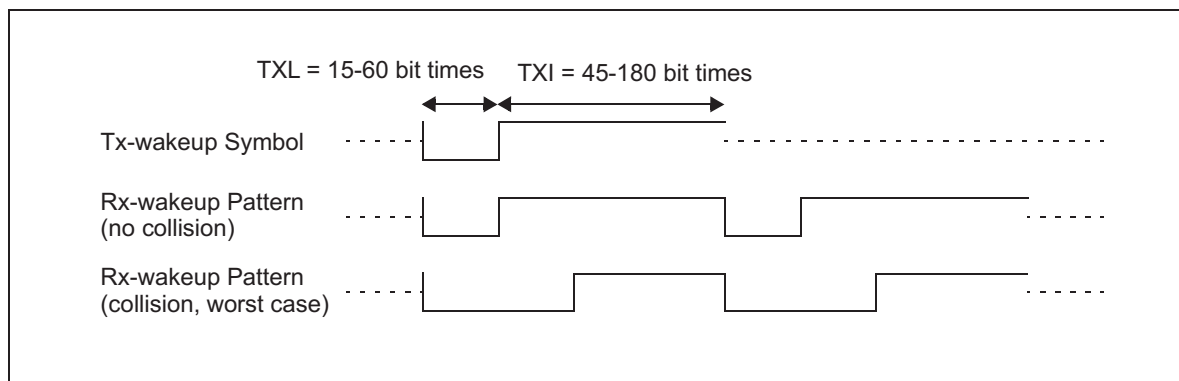 TXL = 15-60 bit times
TXI = 45-180 bit times
Tx-wakeup Symbol
Rx-wakeup Pattern
(no collision)
Rx-wakeup Pattern
(collision, worst case)